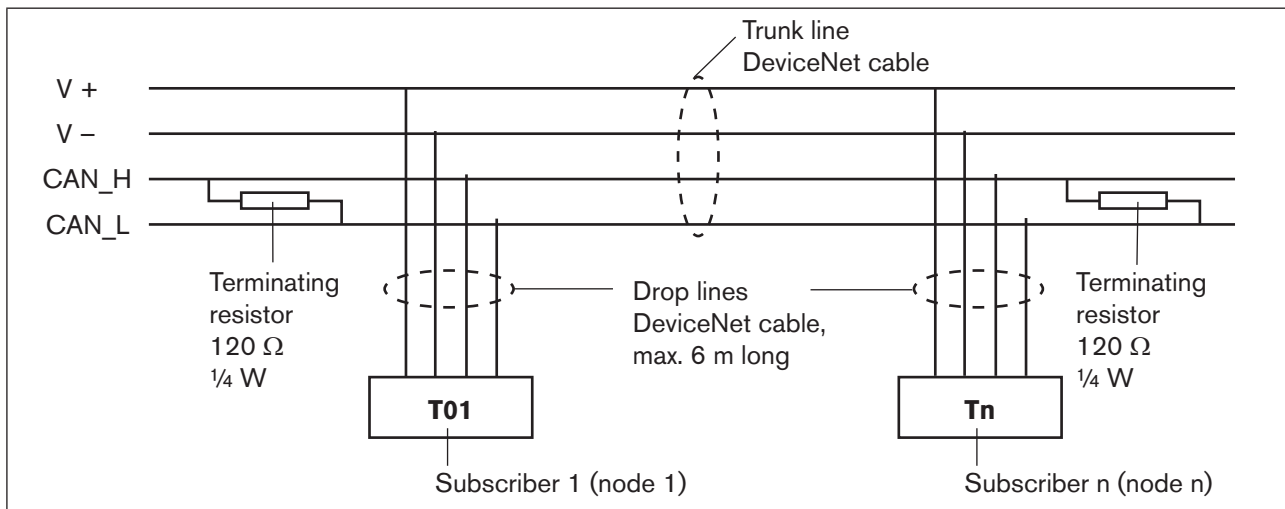 Trunk line
DeviceNet cable
V +
V –
CAN_H
CAN_L
Terminating
resistor
120 Ω
¼ W
Drop lines
DeviceNet cable,
max. 6 m long
Terminating
resistor
120 Ω
¼ W
T01
Tn
Subscriber 1 (node 1)
Subscriber n (node n)